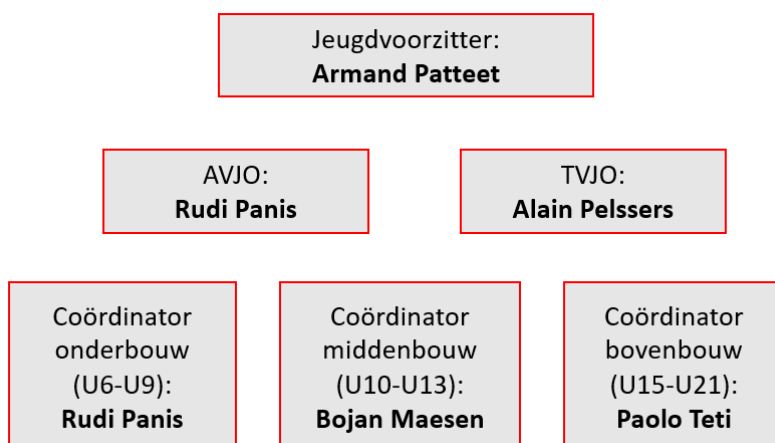 Jeugdvoorzitter:
Armand Patteet
AVJO:
Rudi Panis
TVJO:
Alain Pelssers
Coördinator
onderbouw
(U6-U9):
Rudi Panis
Coördinator
middenbouw
(U10-U13):
Bojan Maesen
Coördinator
bovenbouw
(U15-U21):
Paolo Teti